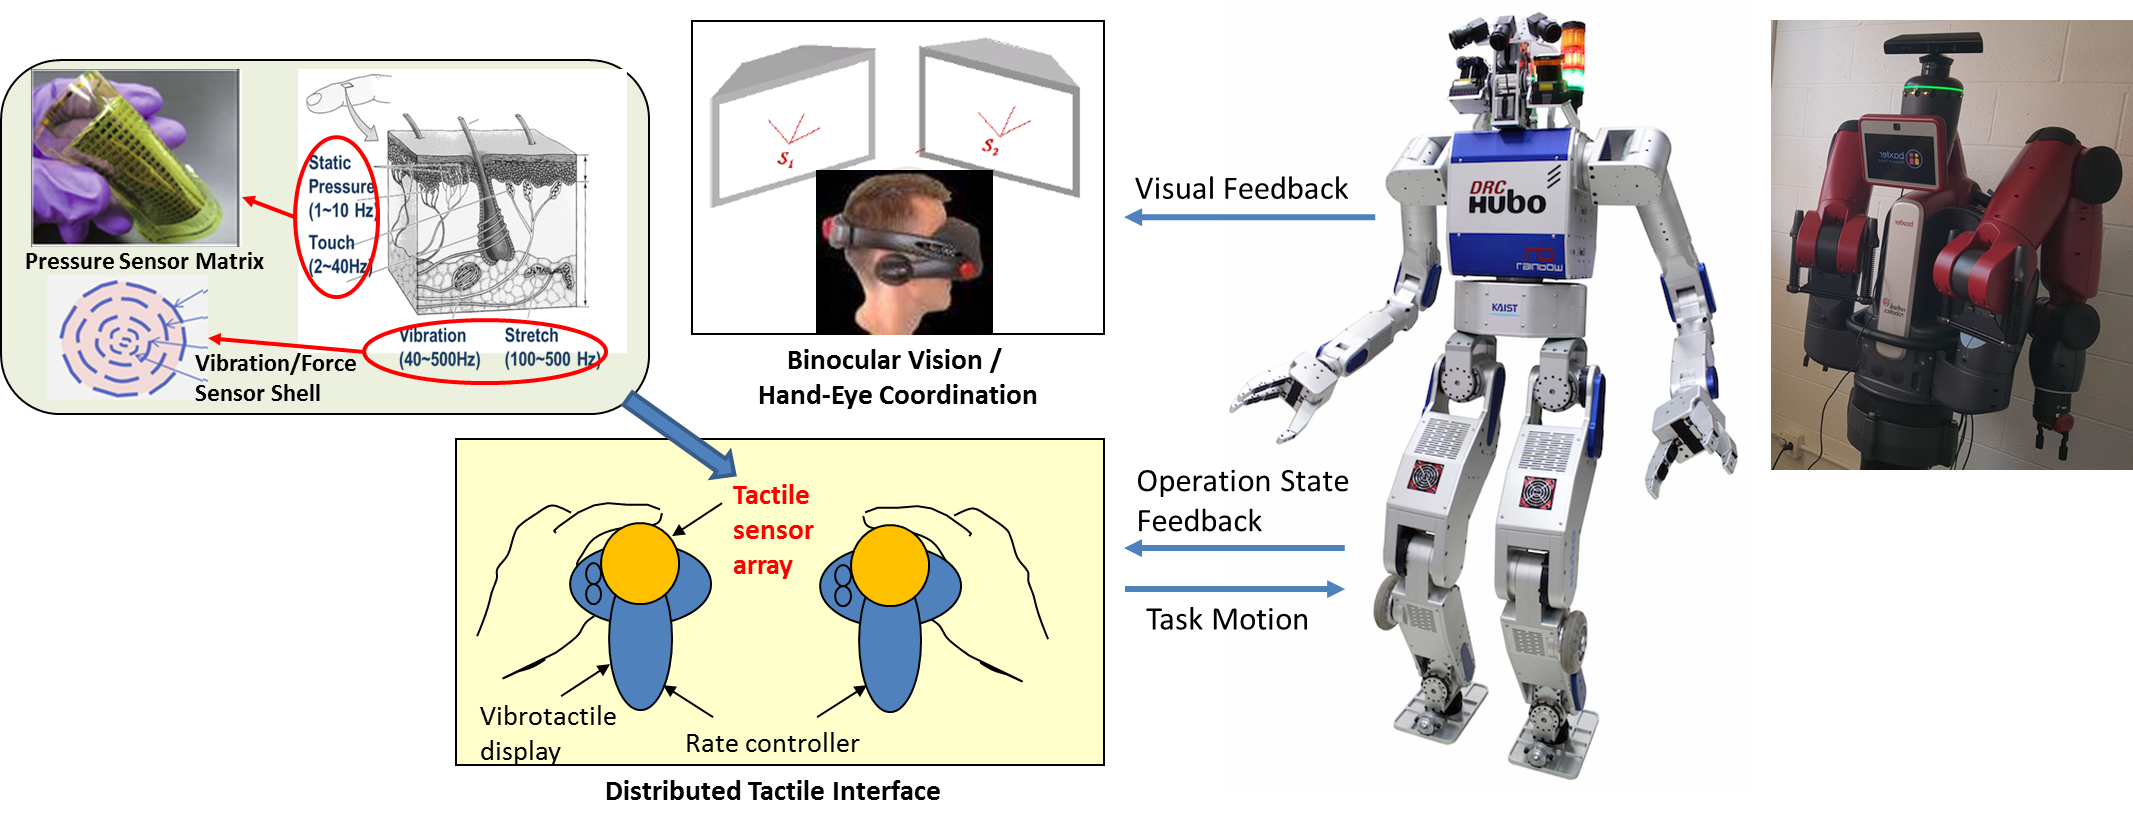 Static
Pressure
(1~10 Hz)
Touch
(2~40Hz)
Pressure Sensor Matrix
Vibration
(40~500Hz)
Stretch
(100~500 Hz)
Vibration/Force
Sensor Shell
S1
S2
Binocular Vision /
Hand-Eye Coordination
Tactile
sensor
array
Vibrotactile
display
Rate controller
Distributed Tactile Interface
Visual Feedback
Operation State
Feedback
Task Motion
DRC
HUBO
rainbow
KAIST
baxter
baxter